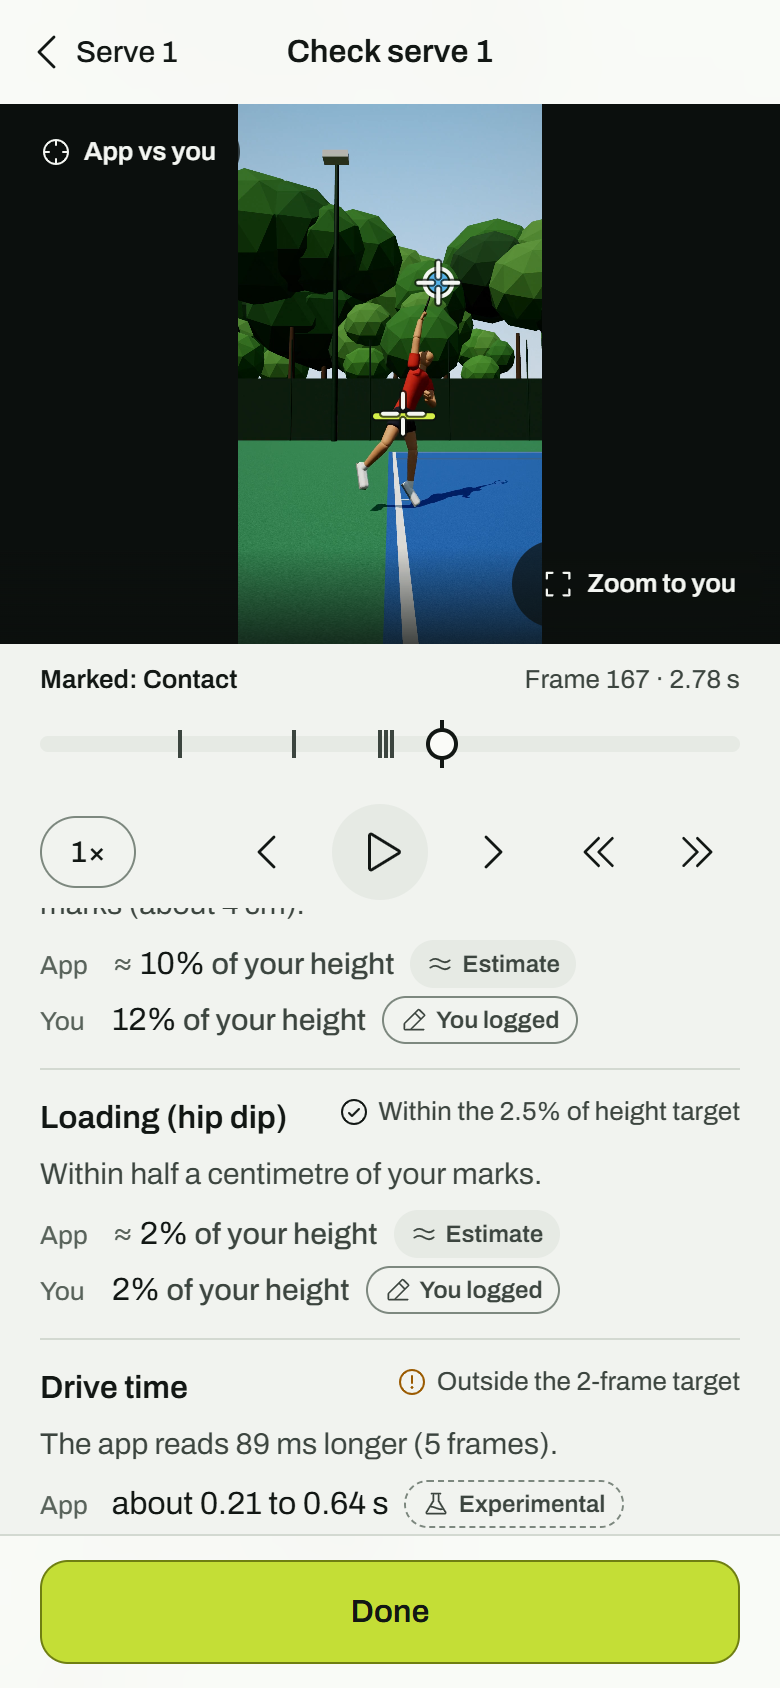 Serve 1
Check serve 1
App vs you
Zoom to you
Marked: Contact
Frame 167 · 2.78 s
1×
marks (about 4 cm).
App ≈ 10% of your height Estimate
You 12% of your height You logged
Loading (hip dip) Within the 2.5% of height target
Within half a centimetre of your marks.
App ≈ 2% of your height Estimate
You 2% of your height You logged
Drive time Outside the 2-frame target
The app reads 89 ms longer (5 frames).
App about 0.21 to 0.64 s Experimental
Done